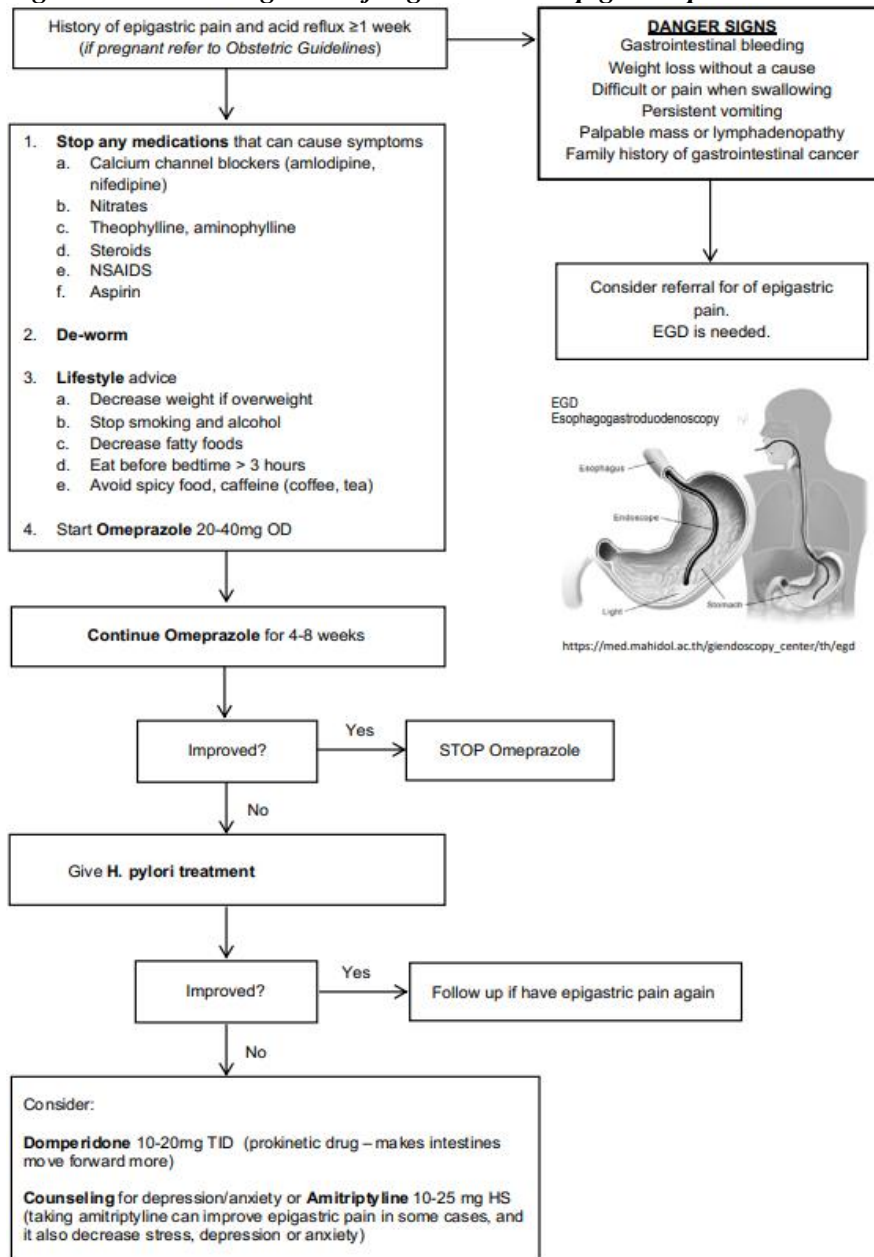 History of epigastric pain and acid reflux ≥1 week
(if pregnant refer to Obstetric Guidelines)
DANGER SIGNS
Gastrointestinal bleeding
Weight loss without a cause
Difficult or pain when swallowing
Persistent vomiting
Palpable mass or lymphadenopathy
Family history of gastrointestinal cancer
1. Stop any medications that can cause symptoms
a. Calcium channel blockers (amlodipine,
nifedipine)
b. Nitrates
c. Theophylline, aminophylline
d. Steroids
e. NSAIDS
f. Aspirin
2. De-worm
3. Lifestyle advice
a. Decrease weight if overweight
b. Stop smoking and alcohol
c. Decrease fatty foods
d. Eat before bedtime > 3 hours
e. Avoid spicy food, caffeine (coffee, tea)
4. Start Omeprazole 20-40mg OD
Consider referral for of epigastric
pain.
EGD is needed.
EGD
Esophagogastroduodenoscopy
Esophagus
Endoscope
Light
Stomach
https://med.mahidol.ac.th/giendoscopy_center/th/egd
Continue Omeprazole for 4-8 weeks
Improved?
Yes
STOP Omeprazole
No
Give H. pylori treatment
Improved?
Yes
Follow up if have epigastric pain again
No
Consider:
Domperidone 10-20mg TID (prokinetic drug – makes intestines
move forward more)
Counseling for depression/anxiety or Amitriptyline 10-25 mg HS
(taking amitriptyline can improve epigastric pain in some cases, and
it also decrease stress, depression or anxiety)